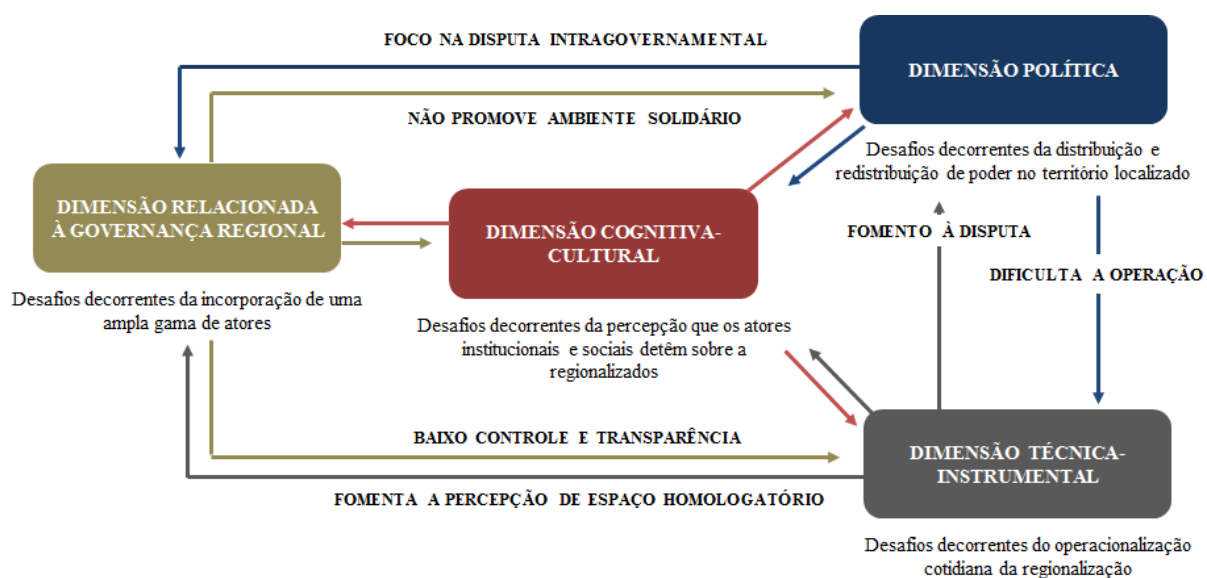 FOCO NA DISPUTA INTRAGOVERNAMENTAL
DIMENSÃO POLÍTICA
NÃO PROMOVE AMBIENTE SOLIDÁRIO
Desafios decorrentes da distribuição e
redistribuição de poder no território localizado
DIMENSÃO RELACIONADA
À GOVERNANÇA REGIONAL
DIMENSÃO COGNITIVA-
CULTURAL
FOMENTO À DISPUTA
DIFICULTA A OPERAÇÃO
Desafios decorrentes da incorporação de uma
ampla gama de atores
Desafios decorrentes da percepção que os atores
institucionais e sociais detêm sobre a
regionalizados
BAIXO CONTROLE E TRANSPARÊNCIA
DIMENSÃO TÉCNICA-
INSTRUMENTAL
FOMENTA A PERCEPÇÃO DE ESPAÇO HOMOLOGATÓRIO
Desafios decorrentes do operacionalização
cotidiana da regionalização